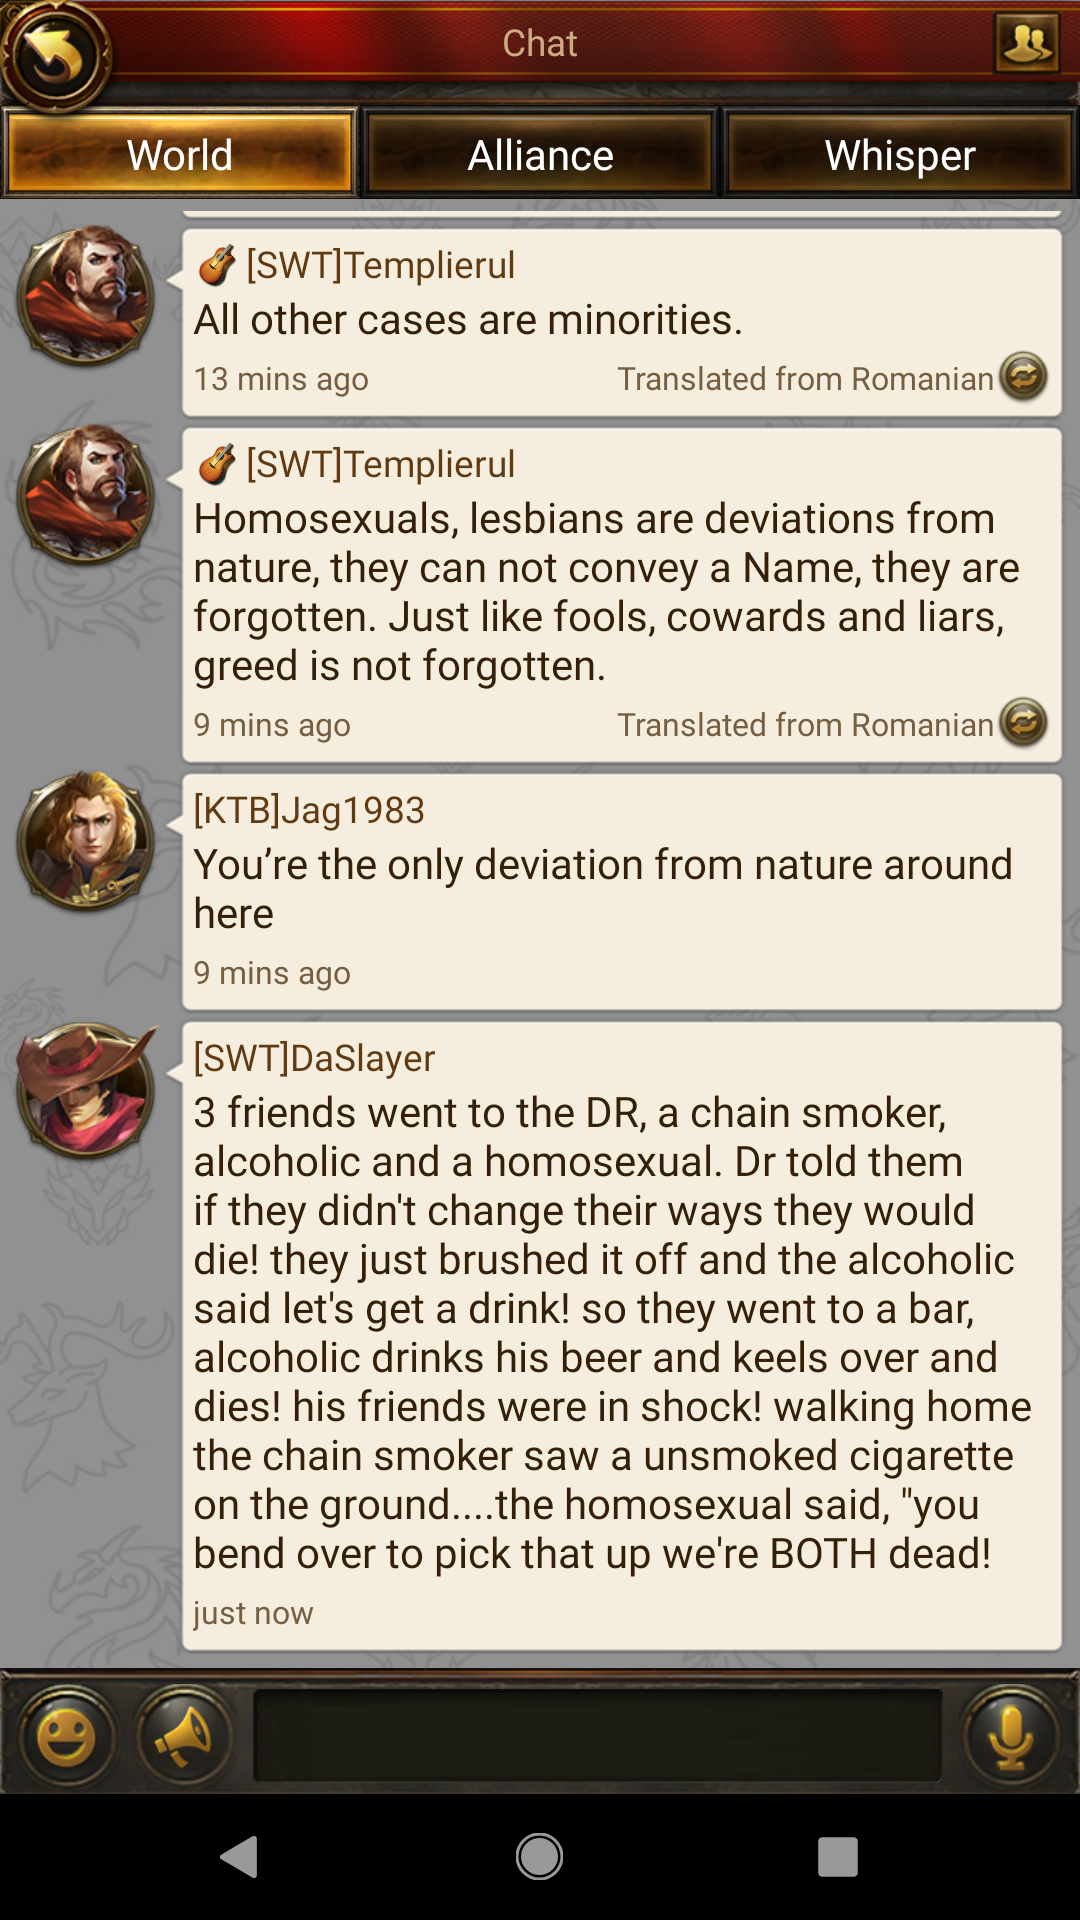 Chat
World
Alliance
Whisper
[SWT]Templierul
All other cases are minorities.
13 mins ago
Translated from Romanian
[SWT]Templierul
Homosexuals, lesbians are deviations from
nature, they can not convey a Name, they are
forgotten. Just like fools, cowards and liars,
greed is not forgotten.
9 mins ago
Translated from Romanian
[KTB]Jag1983
You’re the only deviation from nature around
here
9 mins ago
[SWT]DaSlayer
3 friends went to the DR, a chain smoker,
alcoholic and a homosexual. Dr told them
if they didn't change their ways they would
die! they just brushed it off and the alcoholic
said let's get a drink! so they went to a bar,
alcoholic drinks his beer and keels over and
dies! his friends were in shock! walking home
the chain smoker saw a unsmoked cigarette
on the ground....the homosexual said, "you
bend over to pick that up we're BOTH dead!
just now